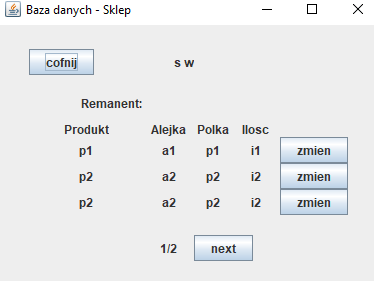 Baza danych - Sklep
cofnij s w
Remanent:
Produkt Alejka Polka Ilosc
p1 a1 p1 i1 zmien
p2 a2 p2 i2 zmien
p2 a2 p2 i2 zmien
1/2 next